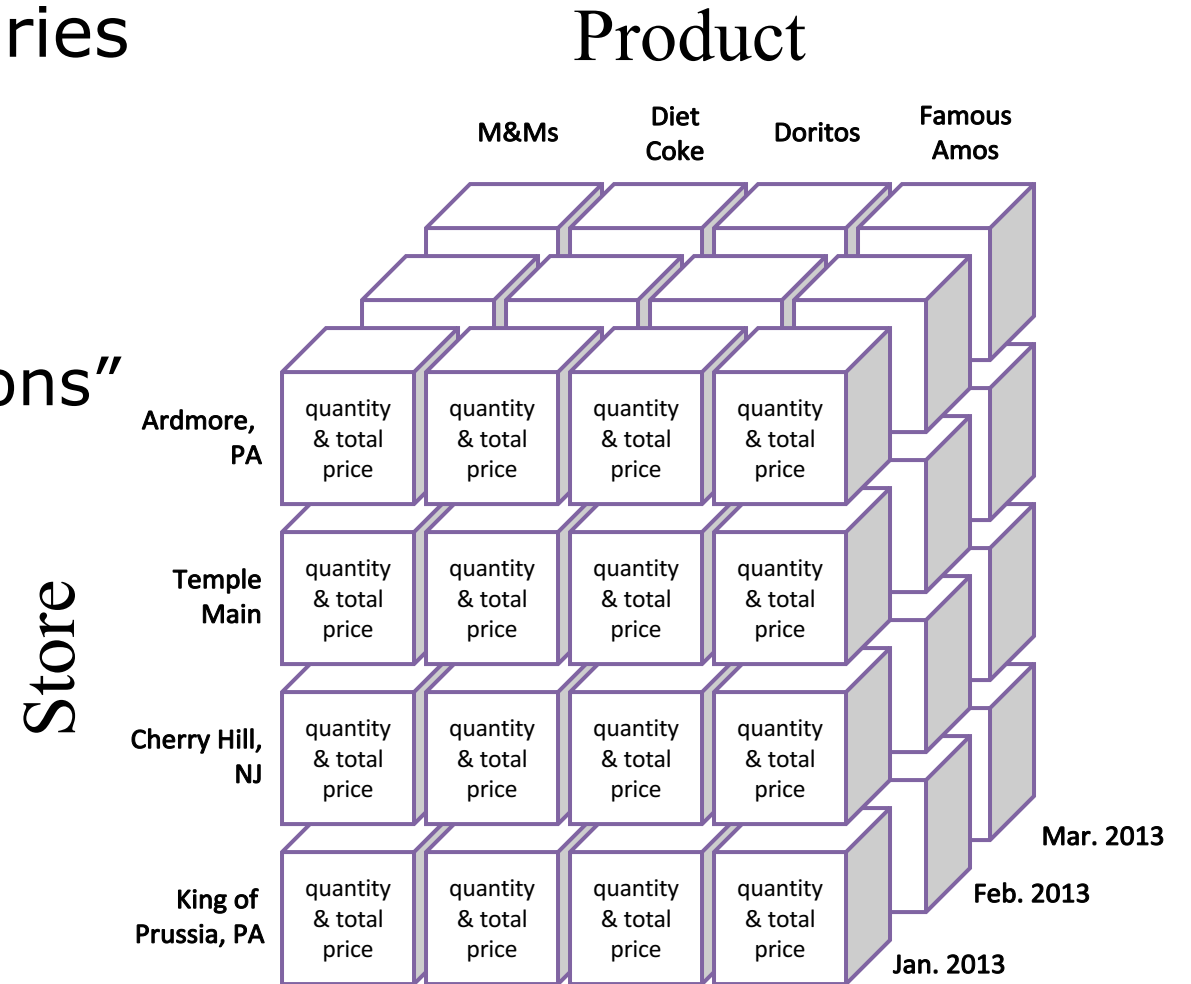 ries
Product
M&Ms
Diet
Coke
Doritos
Famous
Amos
ons”
Ardmore,
PA
quantity
& total
price
quantity
& total
price
quantity
& total
price
quantity
& total
price
Store
Temple
Main
quantity
& total
price
quantity
& total
price
quantity
& total
price
quantity
& total
price
Cherry Hill,
NJ
quantity
& total
price
quantity
& total
price
quantity
& total
price
quantity
& total
price
King of
Prussia, PA
quantity
& total
price
quantity
& total
price
quantity
& total
price
quantity
& total
price
Mar. 2013
Feb. 2013
Jan. 2013